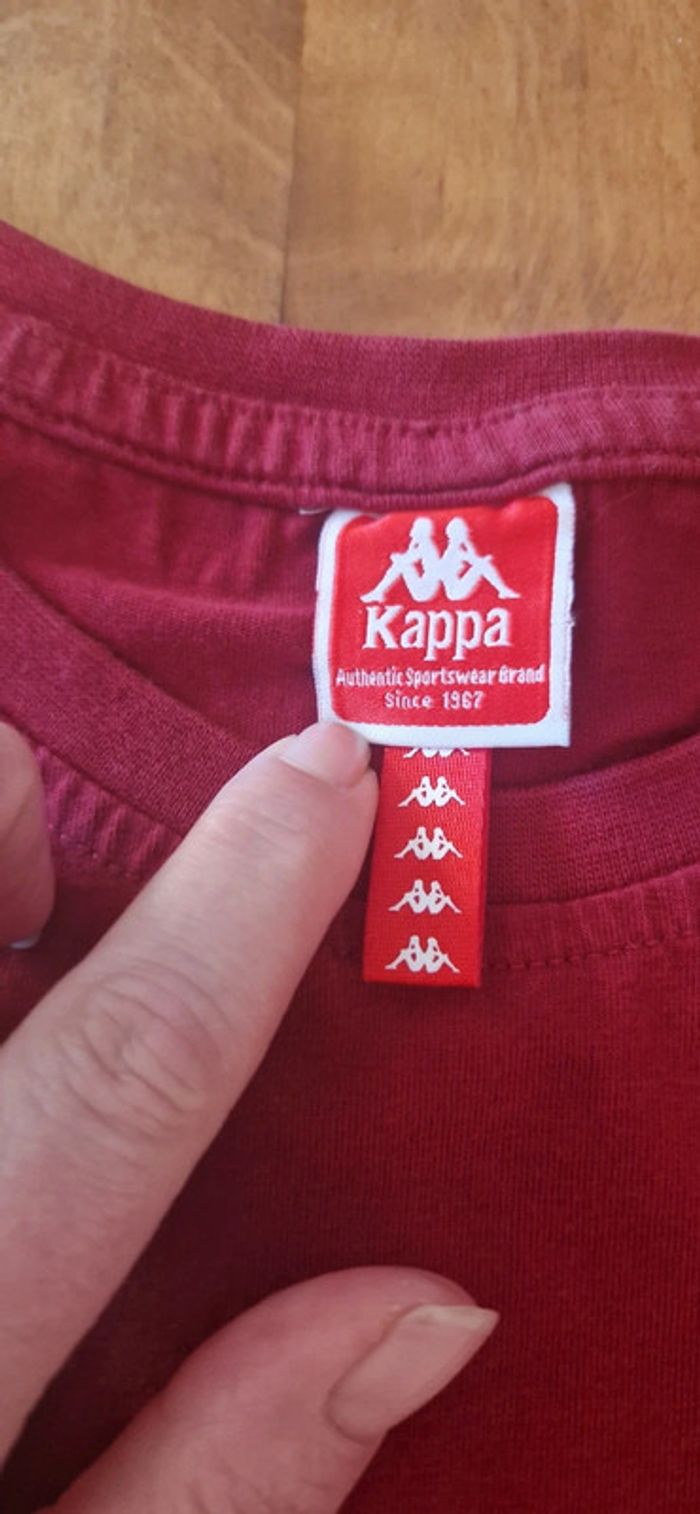 Kappa
Authentic Sportswear Brand
Since 1967